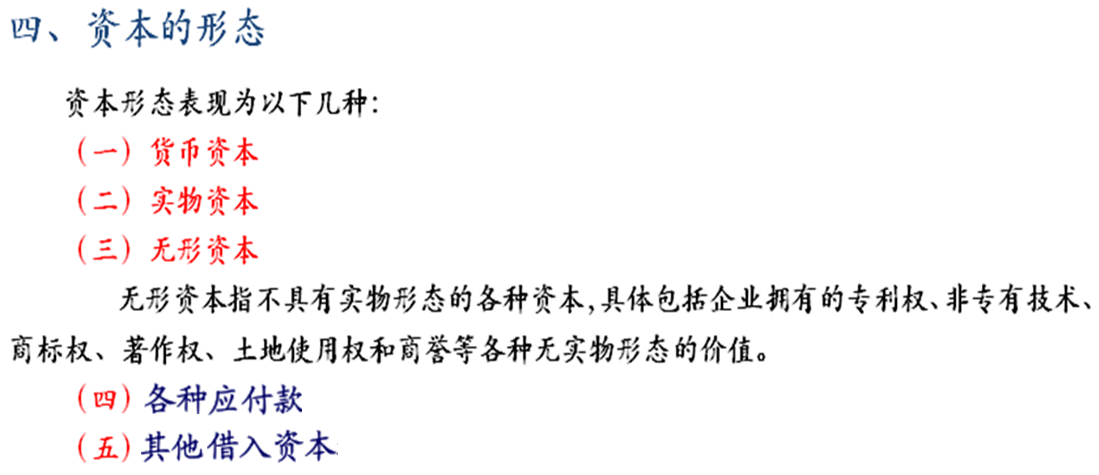 四、资本的形态
资本形态表现为以下几种：
（一）货币资本
（二）实物资本
（三）无形资本
无形资本指不具有实物形态的各种资本,具体包括企业拥有的专利权、非专有技术、
商标权、著作权、土地使用权和商誉等各种无实物形态的价值。
（四）各种应付款
（五）其他借入资本